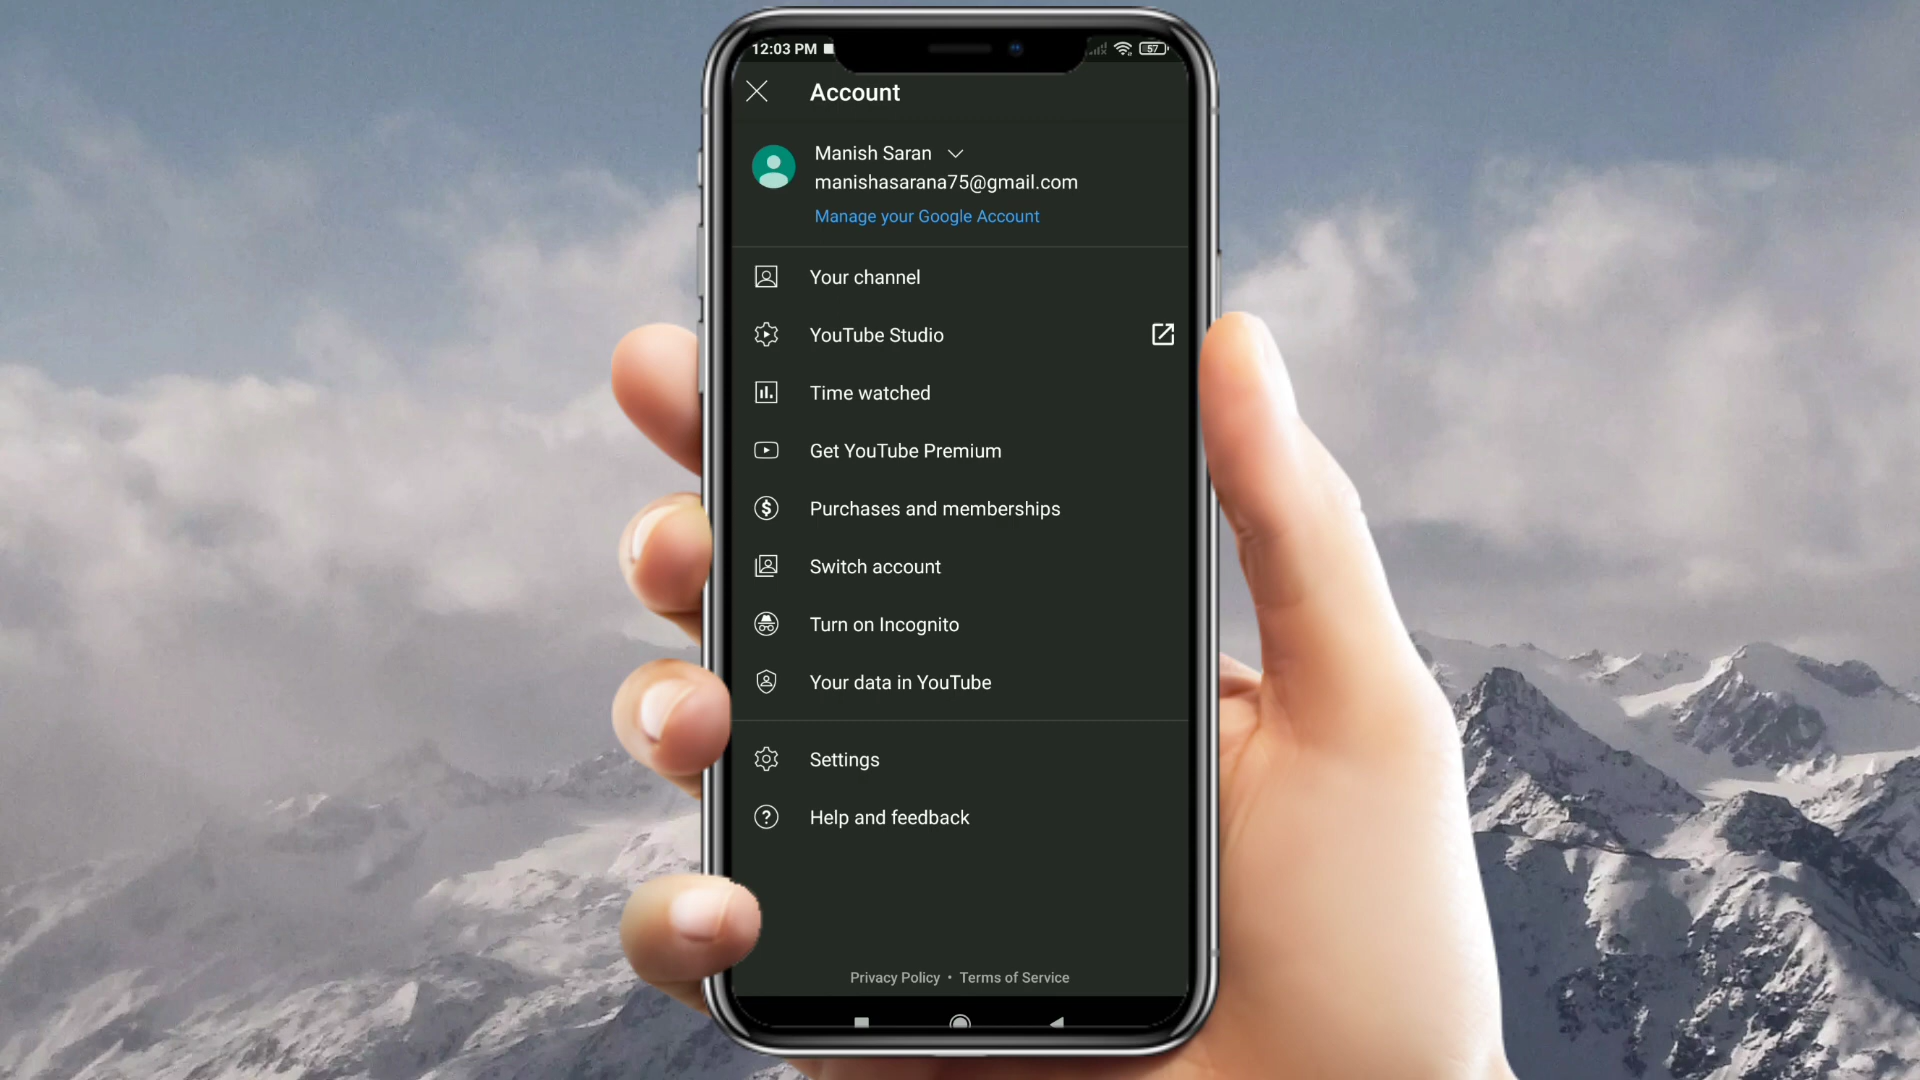 12:03 PM
57
Account
Manish Saran
manishasarana75@gmail.com
Manage your Google Account
Your channel
YouTube Studio
Time watched
Get YouTube Premium
Purchases and memberships
Switch account
Turn on Incognito
Your data in YouTube
Settings
Help and feedback
Privacy Policy • Terms of Service